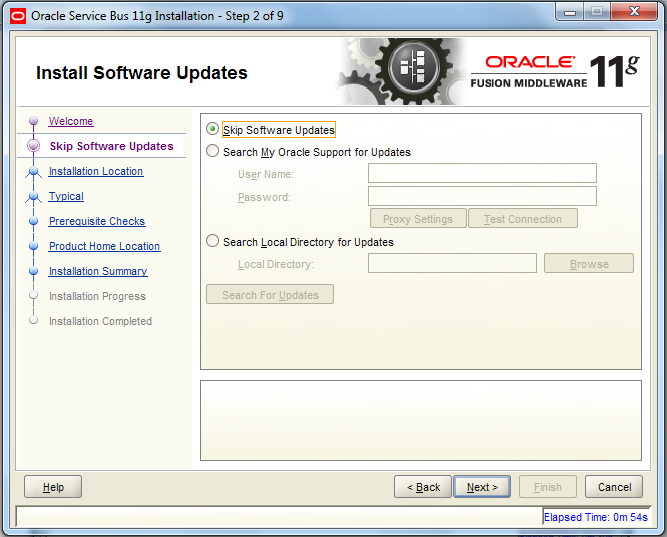 Oracle Service Bus 11g Installation - Step 2 of 9
Install Software Updates
ORACLE
FUSION MIDDLEWARE 11g
Welcome
Skip Software Updates
Installation Location
Typical
Prerequisite Checks
Product Home Location
Installation Summary
Installation Progress
Installation Completed
Skip Software Updates
Search My Oracle Support for Updates
User Name:
Password:
Proxy Settings Test Connection
Search Local Directory for Updates
Local Directory: Browse
Search For Updates
Help < Back Next > Finish Cancel
Elapsed Time: 0m 54s